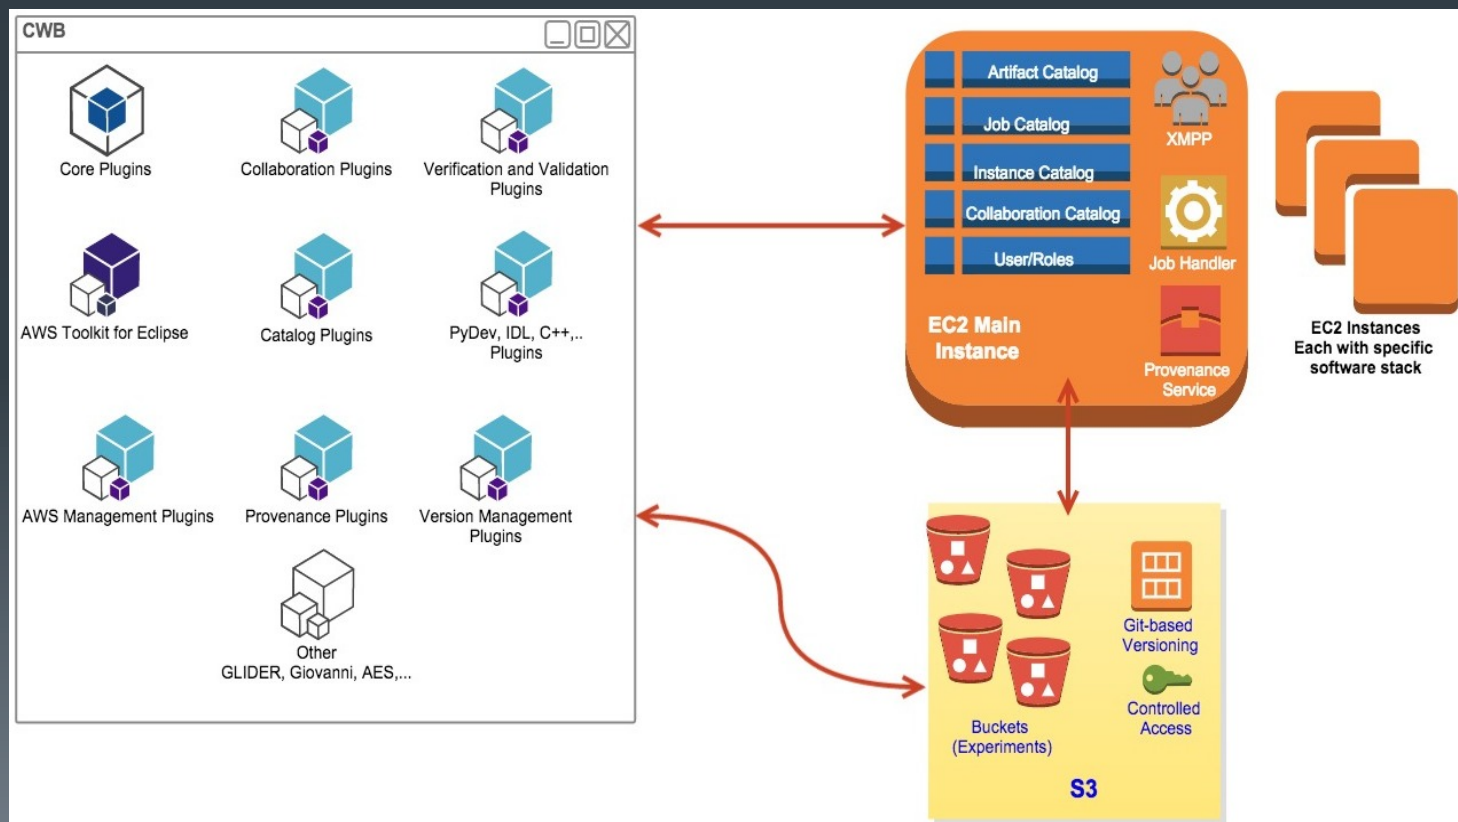 CWB
Core Plugins
Collaboration Plugins
Verification and Validation
Plugins
AWS Toolkit for Eclipse
Catalog Plugins
PyDev, IDL, C++,..
Plugins
AWS Management Plugins
Provenance Plugins
Version Management
Plugins
Other
GLIDER, Giovanni, AES,...
Artifact Catalog
Job Catalog
Instance Catalog
Collaboration Catalog
User/Roles
EC2 Main
Instance
XMPP
Job Handler
Provenance
Service
EC2 Instances
Each with specific
software stack
Buckets
(Experiments)
Git-based
Versioning
Controlled
Access
S3